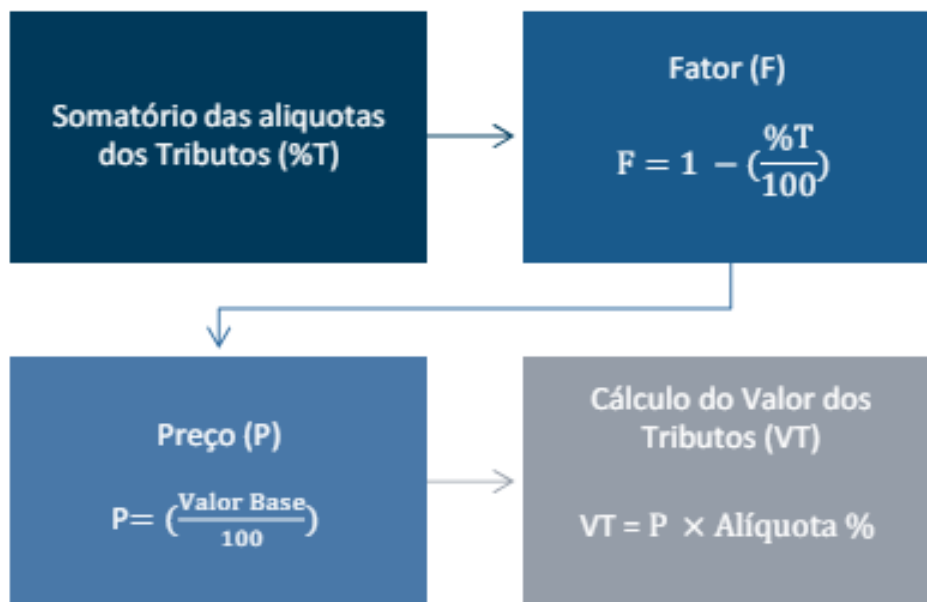 Somatório das aliquotas
dos Tributos (%T)
Fator (F)
F = 1 − (%T/100)
Preço (P)
P= (Valor Base/100)
Cálculo do Valor dos
Tributos (VT)
VT = P × Alíquota %